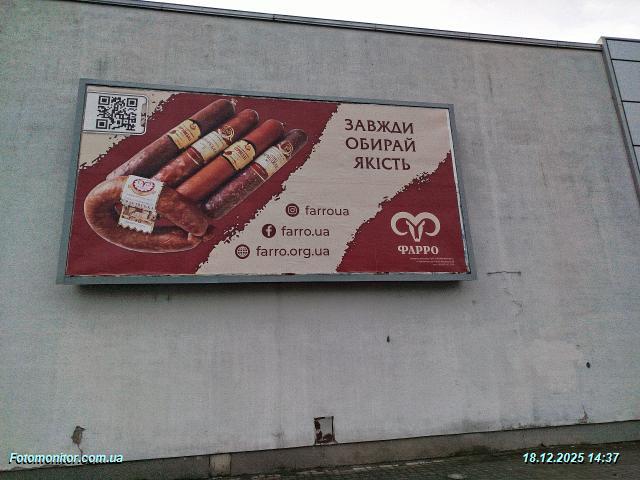 ЗАВЖДИ
ОБИРАЙ
ЯКІСТЬ
farroua
farro.ua
farro.org.ua
ФАРРО
Fotomonitor.com.ua
18.12.2025 14:37